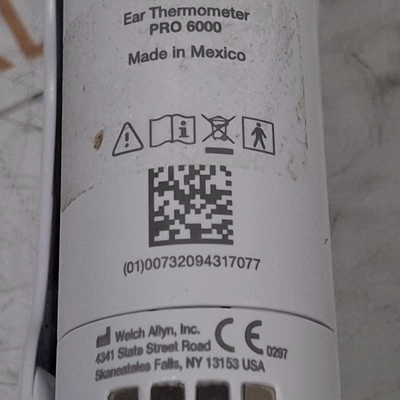 Ear Thermometer
PRO 6000
Made in Mexico
(01)00732094317077
Welch Allyn, Inc.
4341 State Street Road
Skaneateles Falls, NY 13153 USA
CE 0297